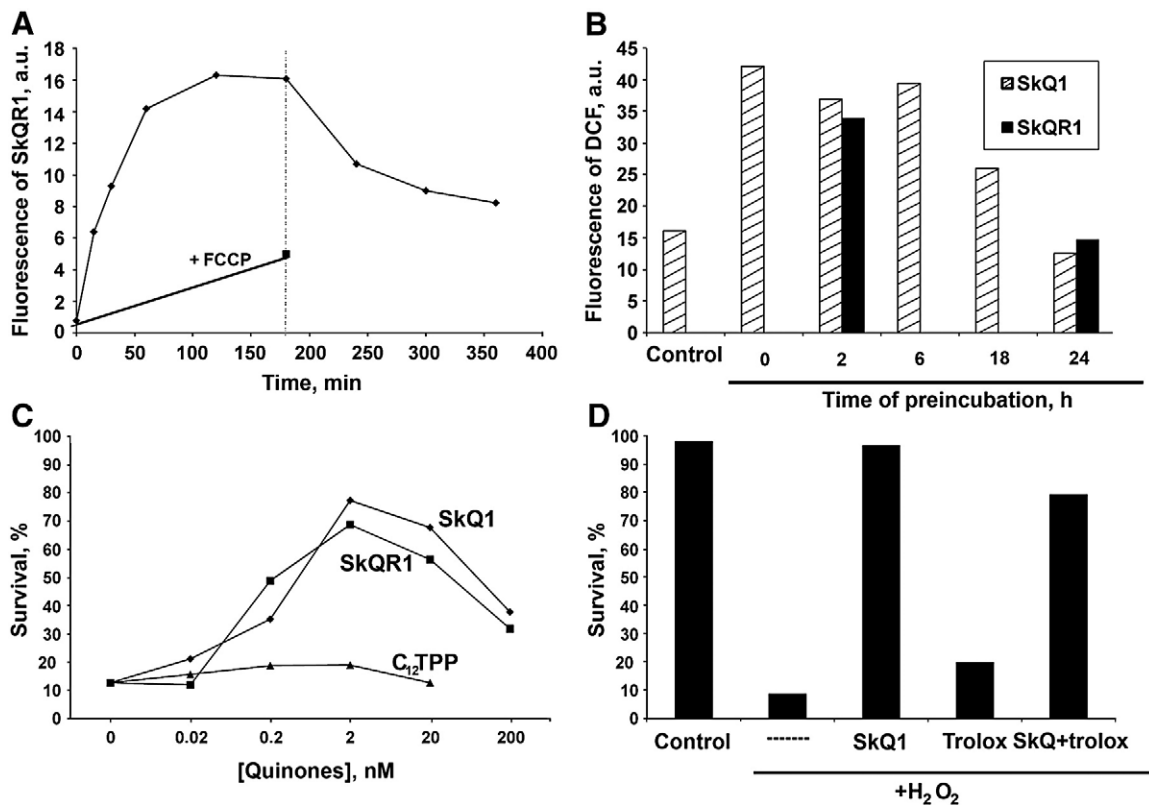 A
Fluorescence of SkQR1, a.u.
18
16
14
12
10
8
6
4
2
0
+ FCCP
0 50 100 150 200 250 300 350 400
Time, min
B
Fluorescence of DCF, a.u.
45
40
35
30
25
20
15
10
5
0
SkQ1
SkQR1
Control 0 2 6 18 24
Time of preincubation, h
C
Survival, %
100
90
80
70
60
50
40
30
20
10
0
SkQ1
SkQR1
C₁₂TPP
0 0.02 0.2 2 20 200
[Quinones], nM
D
Survival, %
100
90
80
70
60
50
40
30
20
10
0
Control -------- SkQ1 Trolox SkQ+trolox
+H₂O₂